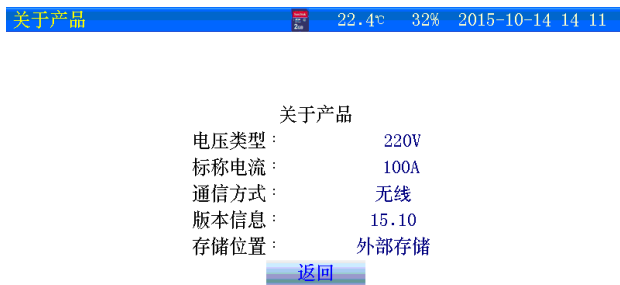 关于产品 22.4℃ 32% 2015-10-14 14 11
关于产品
电压类型: 220V
标称电流: 100A
通信方式: 无线
版本信息: 15.10
存储位置: 外部存储
返回